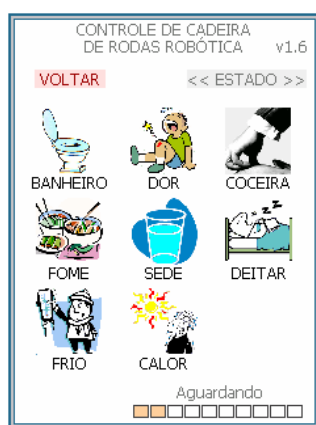 CONTROLE DE CADEIRA
DE RODAS ROBÓTICA v1.6
VOLTAR << ESTADO >>
BANHEIRO DOR COCEIRA
FOME SEDE DEITAR
FRIO CALOR
Aguardando